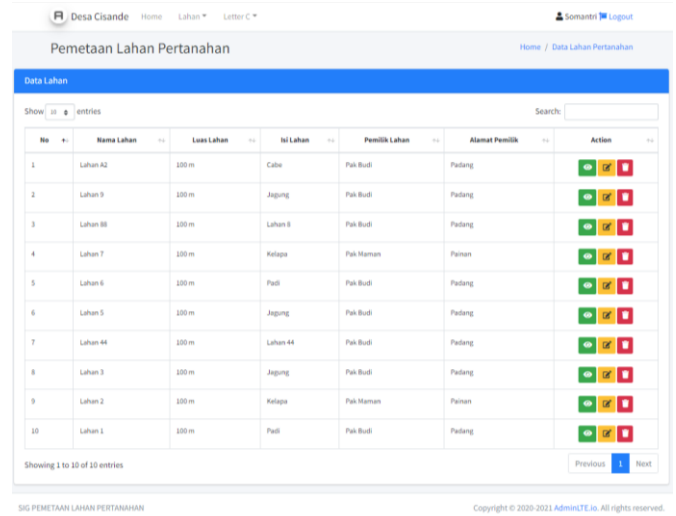 Desa Cisande Home Lahan Letter C Somantri Logout
Pemetaan Lahan Pertanahan Home / Data Lahan Pertanahan
Data Lahan
Show 10 entries Search:
No Nama Lahan Luas Lahan Isi Lahan Pemilik Lahan Alamat Pemilik Action
1 Lahan A2 100 m Cabe Pak Budi Padang
2 Lahan 9 100 m Jagung Pak Budi Padang
3 Lahan 88 100 m Lahan 8 Pak Budi Padang
4 Lahan 7 100 m Kelapa Pak Maman Painan
5 Lahan 6 100 m Padi Pak Budi Padang
6 Lahan 5 100 m Jagung Pak Budi Padang
7 Lahan 44 100 m Lahan 44 Pak Budi Padang
8 Lahan 3 100 m Jagung Pak Budi Padang
9 Lahan 2 100 m Kelapa Pak Maman Painan
10 Lahan 1 100 m Padi Pak Budi Padang
Showing 1 to 10 of 10 entries Previous 1 Next
SIG PEMETAAN LAHAN PERTANAHAN Copyright © 2020-2021 AdminLTE.io. All rights reserved.